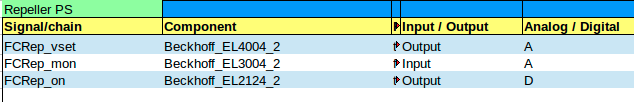 Repeller PS
Signal/chain Component Input / Output Analog / Digital
FCRep_vset Beckhoff_EL4004_2 Output A
FCRep_mon Beckhoff_EL3004_2 Input A
FCRep_on Beckhoff_EL2124_2 Output D